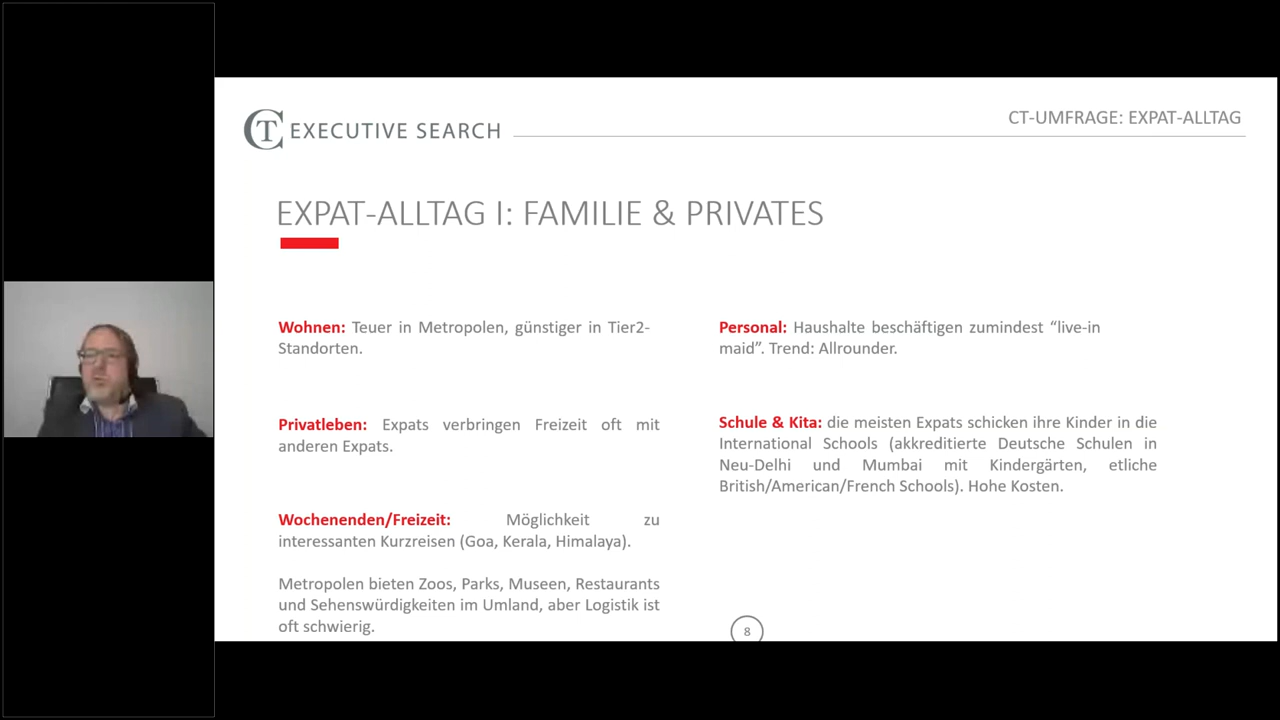 CT EXECUTIVE SEARCH
CT-UMFRAGE: EXPAT-ALLTAG
EXPAT-ALLTAG I: FAMILIE & PRIVATES
Wohnen: Teuer in Metropolen, günstiger in Tier2-
Standorten.
Privatleben: Expats verbringen Freizeit oft mit
anderen Expats.
Wochenenden/Freizeit: Möglichkeit zu
interessanten Kurzreisen (Goa, Kerala, Himalaya).
Metropolen bieten Zoos, Parks, Museen, Restaurants
und Sehenswürdigkeiten im Umland, aber Logistik ist
oft schwierig.
Personal: Haushalte beschäftigen zumindest “live-in
maid”. Trend: Allrounder.
Schule & Kita: die meisten Expats schicken ihre Kinder in die
International Schools (akkreditierte Deutsche Schulen in
Neu-Delhi und Mumbai mit Kindergärten, etliche
British/American/French Schools). Hohe Kosten.
8